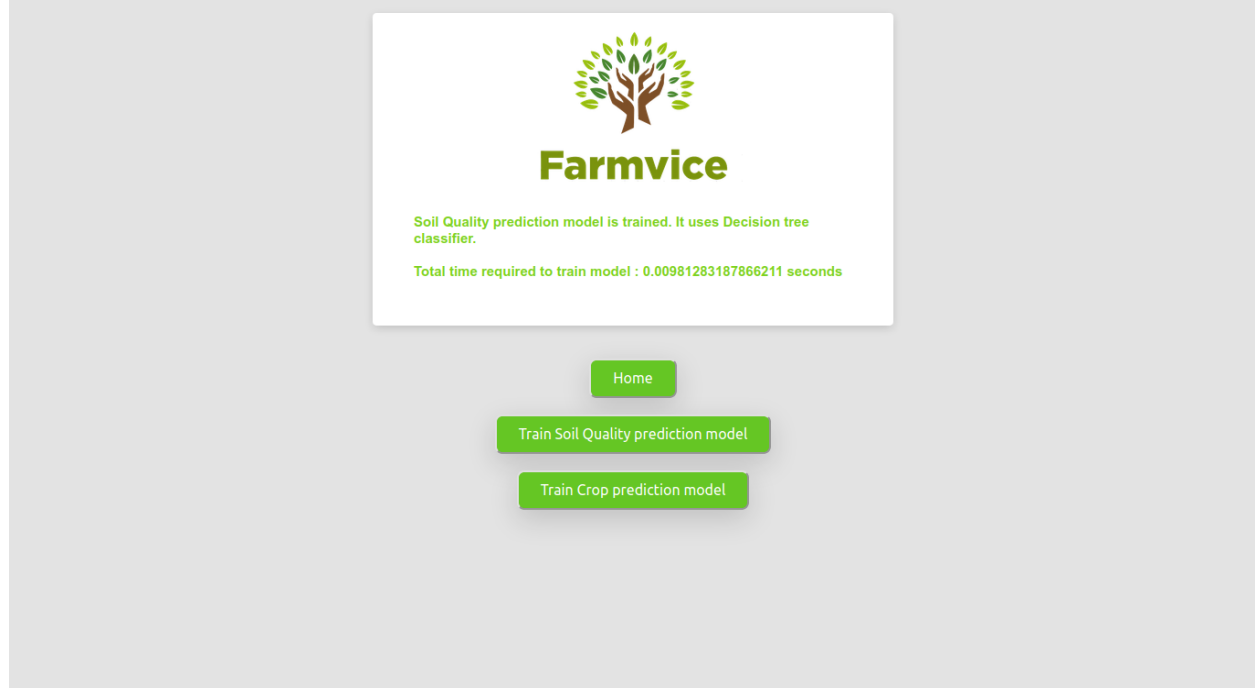 Farmvice
Soil Quality prediction model is trained. It uses Decision tree
classifier.
Total time required to train model : 0.00981283187866211 seconds
Home
Train Soil Quality prediction model
Train Crop prediction model